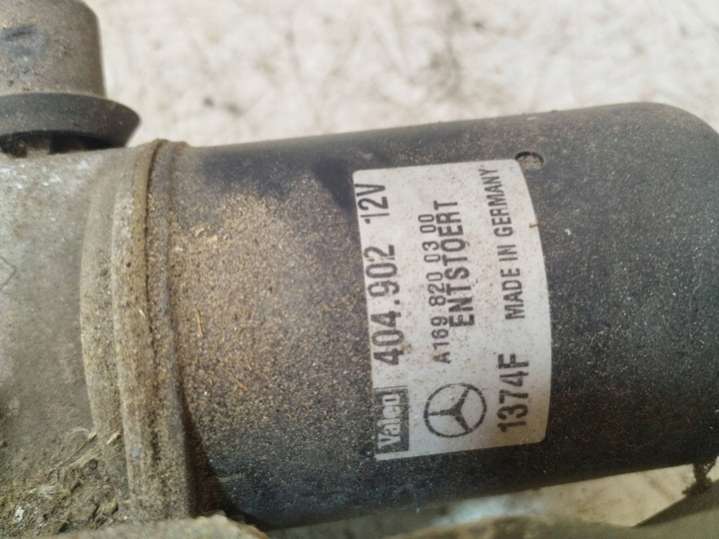 Valeo 404.902 12V
A169 820 03 00
ENTSTOERT
1374F MADE IN GERMANY